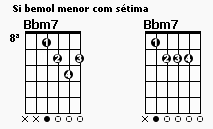 Si bemol menor com sétima
Bbm7 Bbm7
8ª
1 1
2 3 2 3 4
4
X X X X